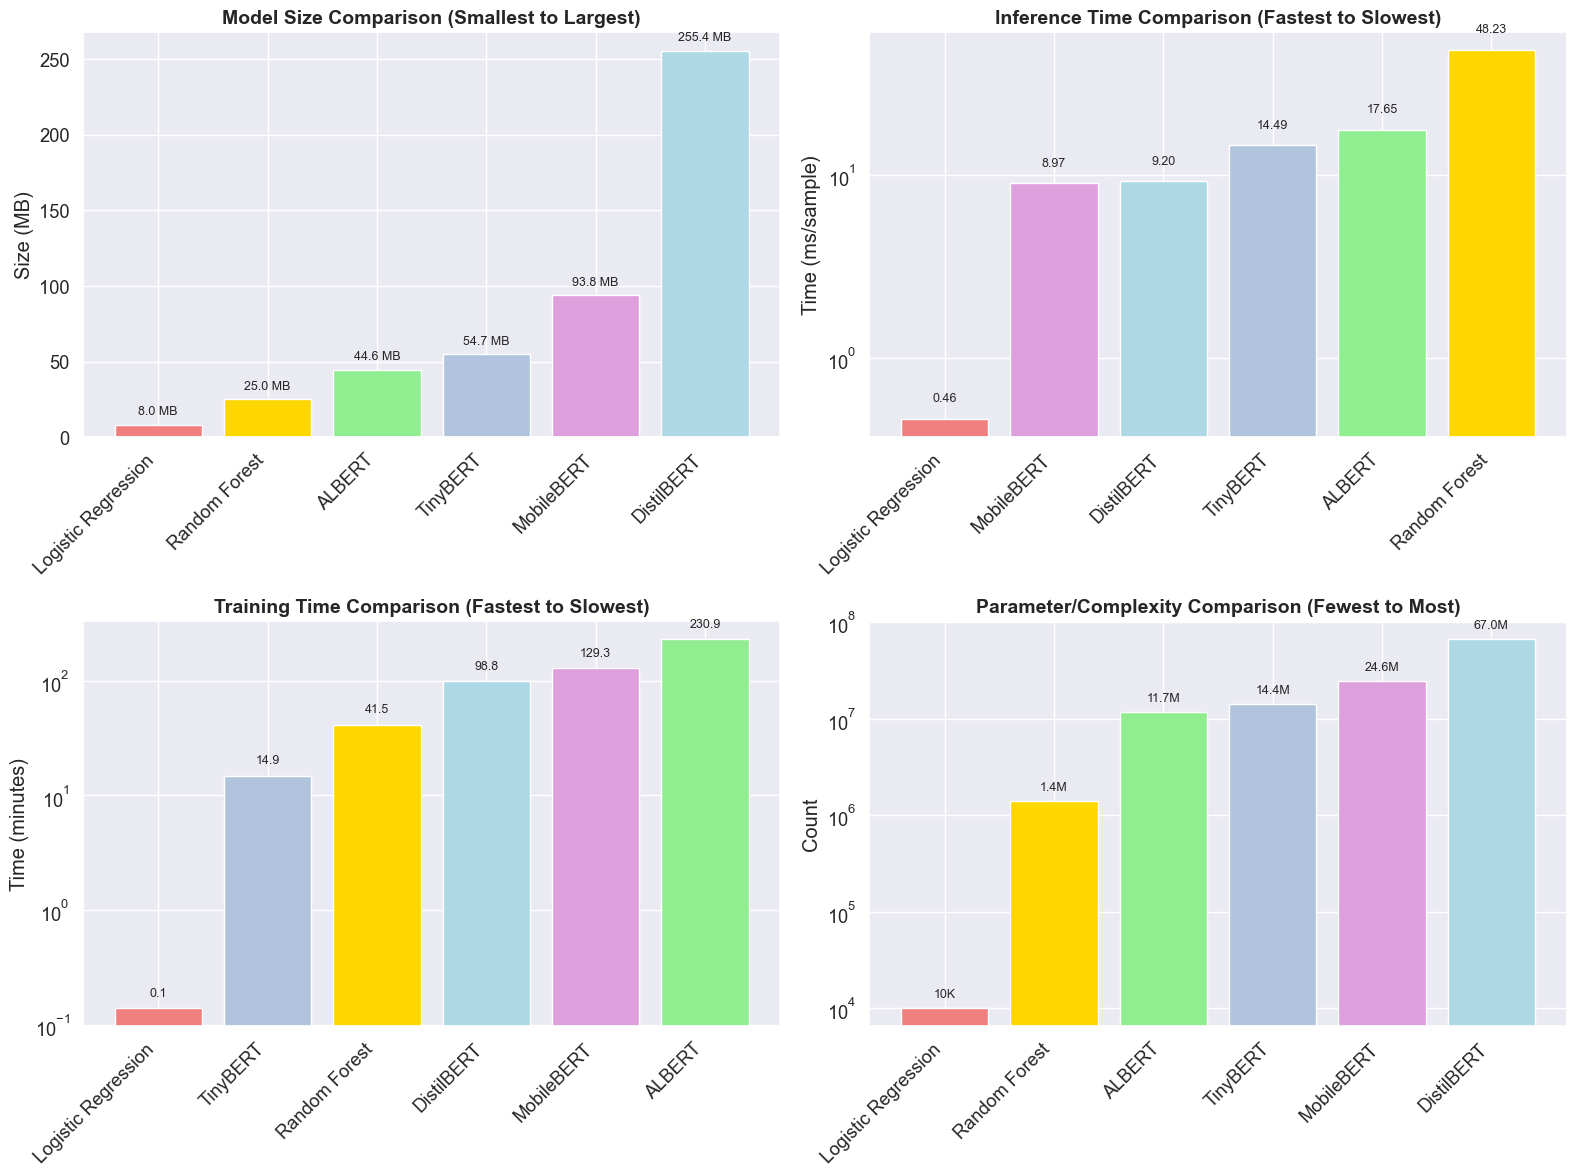 Model Size Comparison (Smallest to Largest)
Size (MB)
250
200
150
100
50
0
8.0 MB
25.0 MB
44.6 MB
54.7 MB
93.8 MB
255.4 MB
Logistic Regression
Random Forest
ALBERT
TinyBERT
MobileBERT
DistilBERT
Inference Time Comparison (Fastest to Slowest)
Time (ms/sample)
10^1
10^0
0.46
8.97
9.20
14.49
17.65
48.23
Logistic Regression
MobileBERT
DistilBERT
TinyBERT
ALBERT
Random Forest
Training Time Comparison (Fastest to Slowest)
Time (minutes)
10^2
10^1
10^0
10^−1
0.1
14.9
41.5
98.8
129.3
230.9
Logistic Regression
TinyBERT
Random Forest
DistilBERT
MobileBERT
ALBERT
Parameter/Complexity Comparison (Fewest to Most)
Count
10^8
10^7
10^6
10^5
10^4
10K
1.4M
11.7M
14.4M
24.6M
67.0M
Logistic Regression
Random Forest
ALBERT
TinyBERT
MobileBERT
DistilBERT